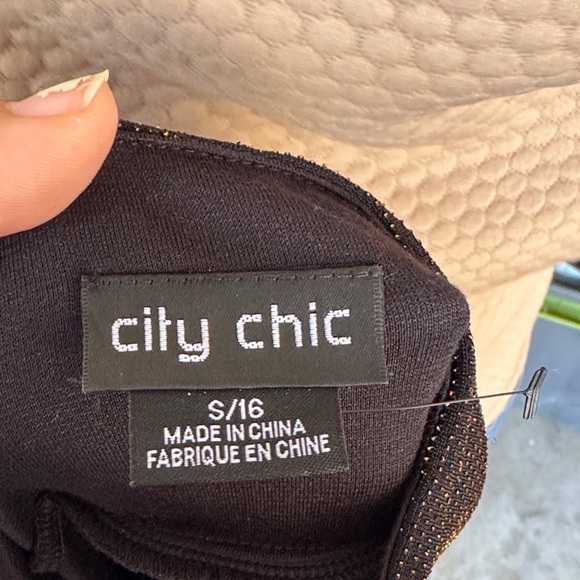 city chic
S/16
MADE IN CHINA
FABRIQUE EN CHINE